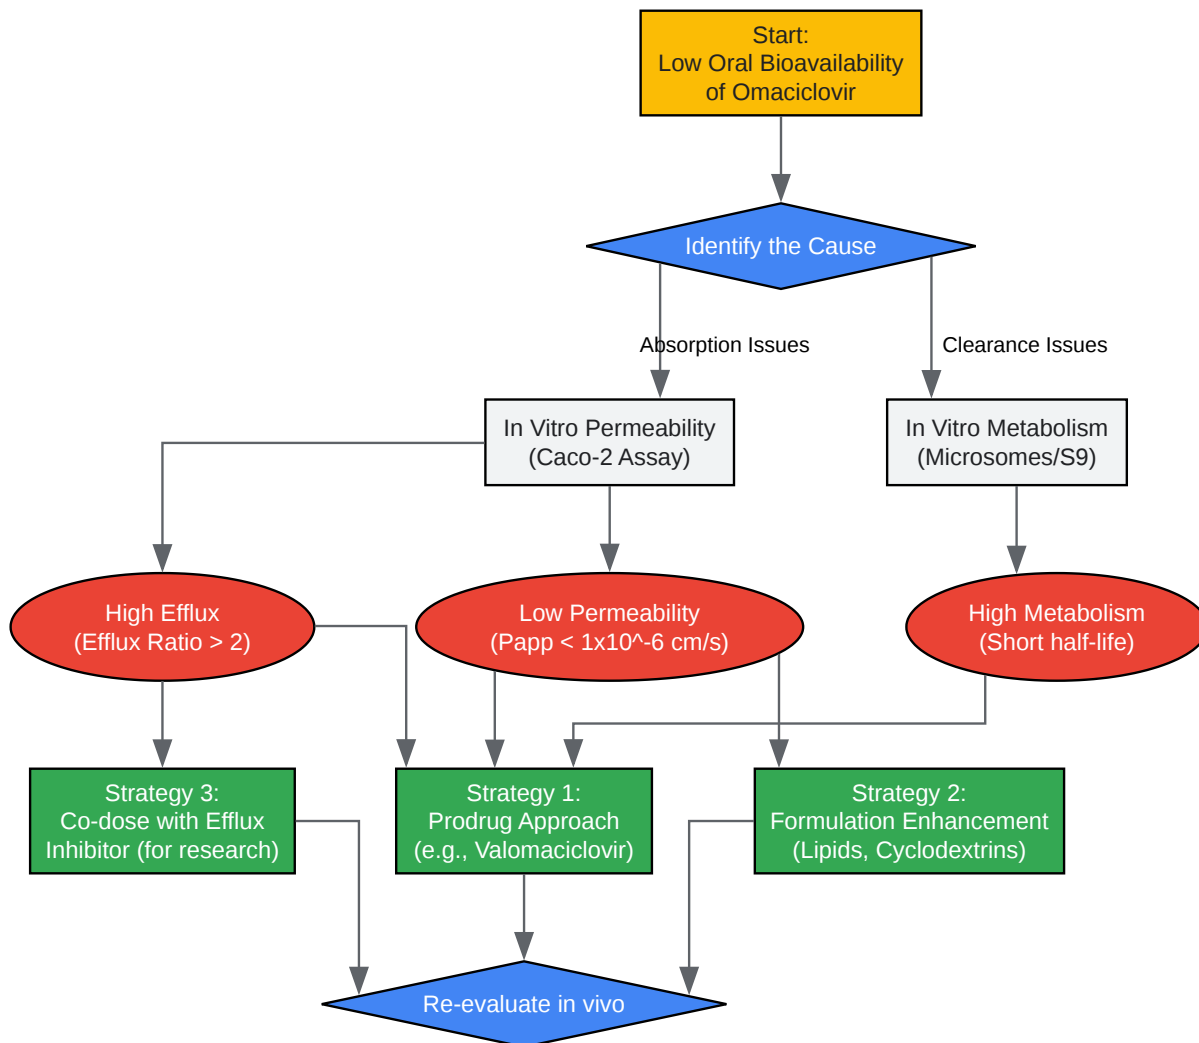 Start:
Low Oral Bioavailability
of Omaciclovir
Identify the Cause
Absorption Issues
Clearance Issues
In Vitro Permeability
(Caco-2 Assay)
In Vitro Metabolism
(Microsomes/S9)
High Efflux
(Efflux Ratio > 2)
Low Permeability
(Papp < 1x10^-6 cm/s)
High Metabolism
(Short half-life)
Strategy 3:
Co-dose with Efflux
Inhibitor (for research)
Strategy 1:
Prodrug Approach
(e.g., Valomaciclovir)
Strategy 2:
Formulation Enhancement
(Lipids, Cyclodextrins)
Re-evaluate in vivo